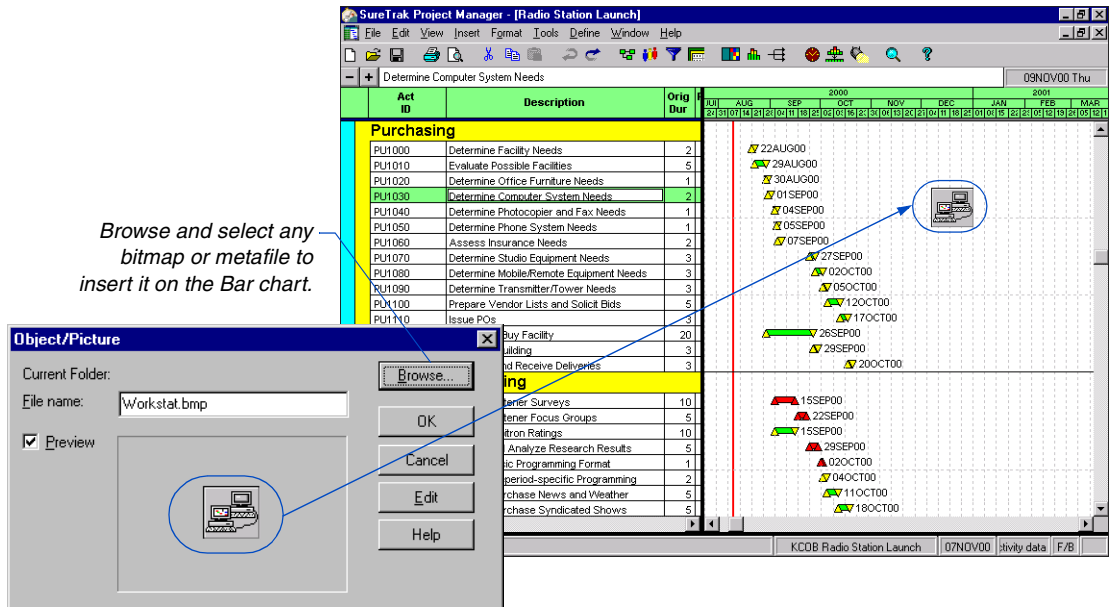 SureTrak Project Manager - [Radio Station Launch]
File Edit View Insert Format Tools Define Window Help
Determine Computer System Needs
09NOV00 Thu
Act ID
Description
Orig Dur
2000 2001
JUL AUG SEP OCT NOV DEC JAN FEB MAR
Purchasing
PU1000 Determine Facility Needs 2 22AUG00
PU1010 Evaluate Possible Facilities 5 29AUG00
PU1020 Determine Office Furniture Needs 1 30AUG00
PU1030 Determine Computer System Needs 2 01SEP00
PU1040 Determine Photocopier and Fax Needs 1 04SEP00
PU1050 Determine Phone System Needs 1 05SEP00
PU1060 Assess Insurance Needs 2 07SEP00
PU1070 Determine Studio Equipment Needs 3 27SEP00
PU1080 Determine Mobile/Remote Equipment Needs 3 02OCT00
PU1090 Determine Transmitter/Tower Needs 3 05OCT00
PU1100 Prepare Vendor Lists and Solicit Bids 5 12OCT00
PU1110 Issue POs 3 17OCT00
Buy Facility 20 26SEP00
uilding 3 29SEP00
nd Receive Deliveries 3 20OCT00
ing
tener Surveys 10 15SEP00
tener Focus Groups 5 22SEP00
itron Ratings 10 15SEP00
Analyze Research Results 5 29SEP00
ic Programming Format 1 02OCT00
period-specific Programming 2 04OCT00
rchase News and Weather 5 11OCT00
rchase Syndicated Shows 5 18OCT00
KCOB Radio Station Launch 07NOV00 tivity data F/B
Browse and select any
bitmap or metafile to
insert it on the Bar chart.
Object/Picture
Current Folder:
File name: Workstat.bmp
Preview
Browse...
OK
Cancel
Edit
Help